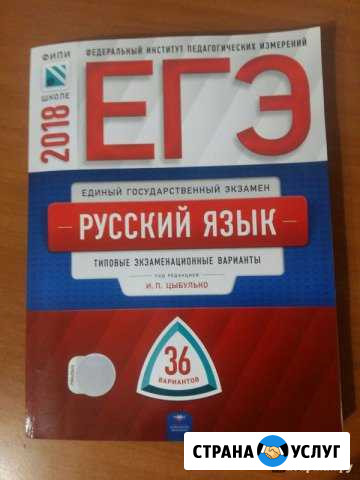 ФИПИ
ШКОЛЕ
2018
ФЕДЕРАЛЬНЫЙ ИНСТИТУТ ПЕДАГОГИЧЕСКИХ ИЗМЕРЕНИЙ
ЕГЭ
ЕДИНЫЙ ГОСУДАРСТВЕННЫЙ ЭКЗАМЕН
РУССКИЙ ЯЗЫК
ТИПОВЫЕ ЭКЗАМЕНАЦИОННЫЕ ВАРИАНТЫ
ПОД РЕДАКЦИЕЙ
И. П. ЦЫБУЛЬКО
36
ВАРИАНТОВ
СТРАНА УСЛУГ